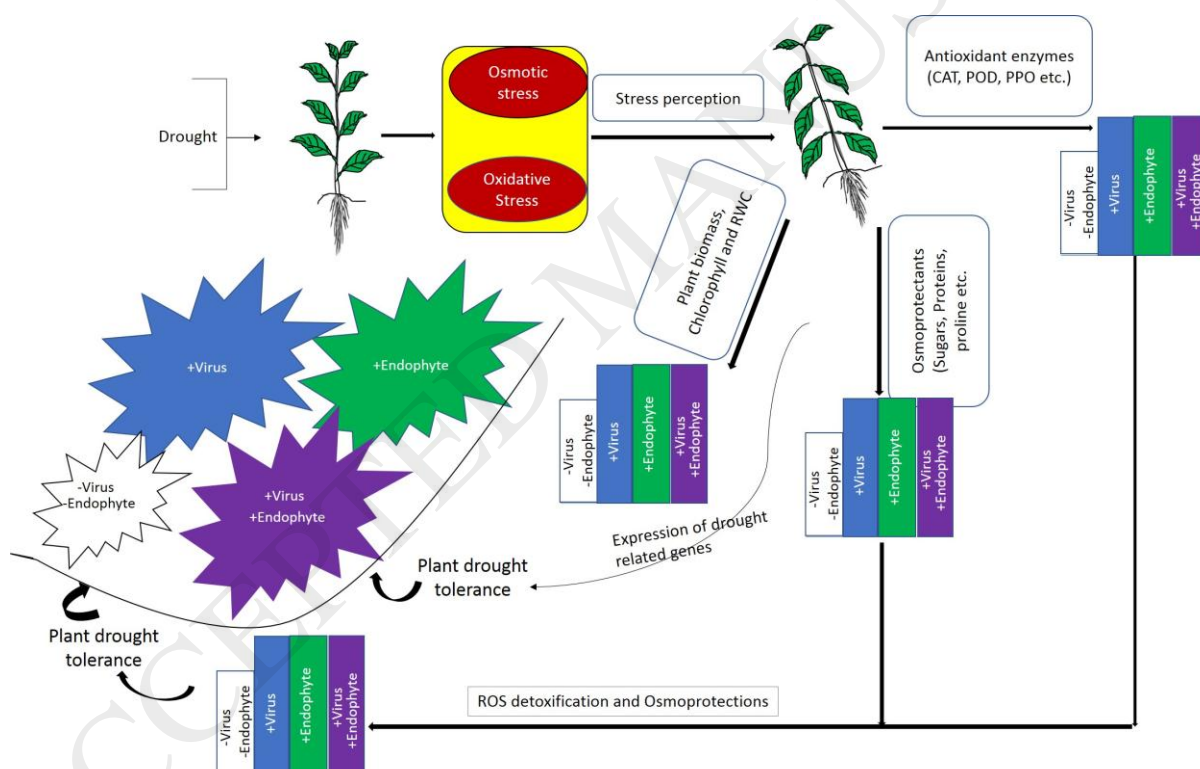 Drought
Osmotic
stress
Oxidative
Stress
Stress perception
Antioxidant enzymes
(CAT, POD, PPO etc.)
-Virus
-Endophyte
+Virus
+Endophyte
+Virus
+Endophyte
Plant biomass,
Chlorophyll and RWC
Osmoprotectants
(Sugars, Proteins,
proline etc.
-Virus
-Endophyte
+Virus
+Endophyte
+Virus
+Endophyte
-Virus
-Endophyte
+Virus
+Endophyte
+Virus
+Endophyte
+Virus
+Endophyte
-Virus
-Endophyte
+Virus
+Endophyte
Expression of drought
related genes
Plant drought
tolerance
Plant drought
tolerance
-Virus
-Endophyte
+Virus
+Endophyte
+Virus
+Endophyte
ROS detoxification and Osmoprotections
CCEPTED MANUS